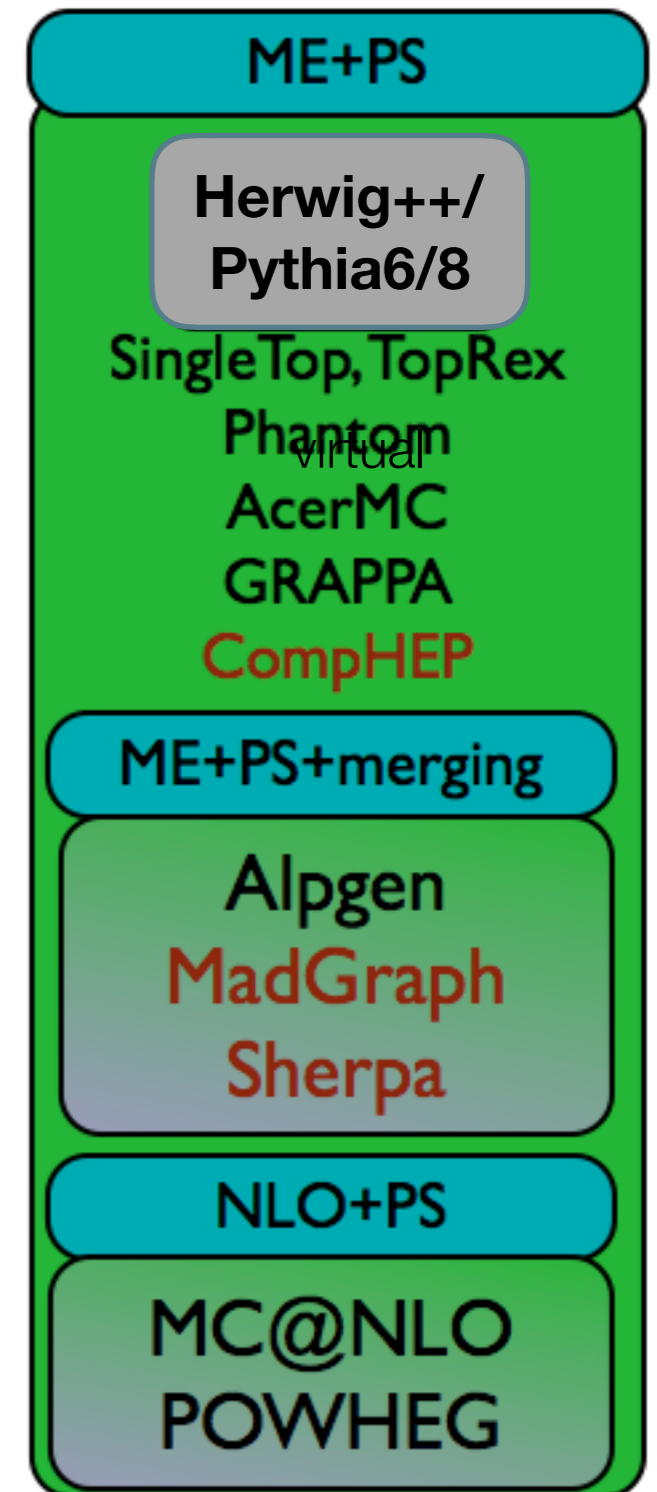 ME+PS
Herwig++/
Pythia6/8
SingleTop, TopRex
Phantom
virtual
AcerMC
GRAPPA
CompHEP
ME+PS+merging
Alpgen
MadGraph
Sherpa
NLO+PS
MC@NLO
POWHEG